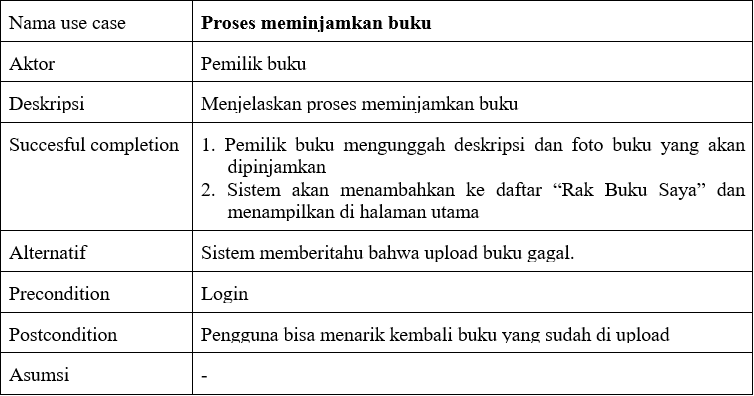 Nama use case Proses meminjamkan buku
Aktor Pemilik buku
Deskripsi Menjelaskan proses meminjamkan buku
Succesful completion 1. Pemilik buku mengunggah deskripsi dan foto buku yang akan
dipinjamkan
2. Sistem akan menambahkan ke daftar “Rak Buku Saya” dan
menampilkan di halaman utama
Alternatif Sistem memberitahu bahwa upload buku gagal.
Precondition Login
Postcondition Pengguna bisa menarik kembali buku yang sudah di upload
Asumsi -